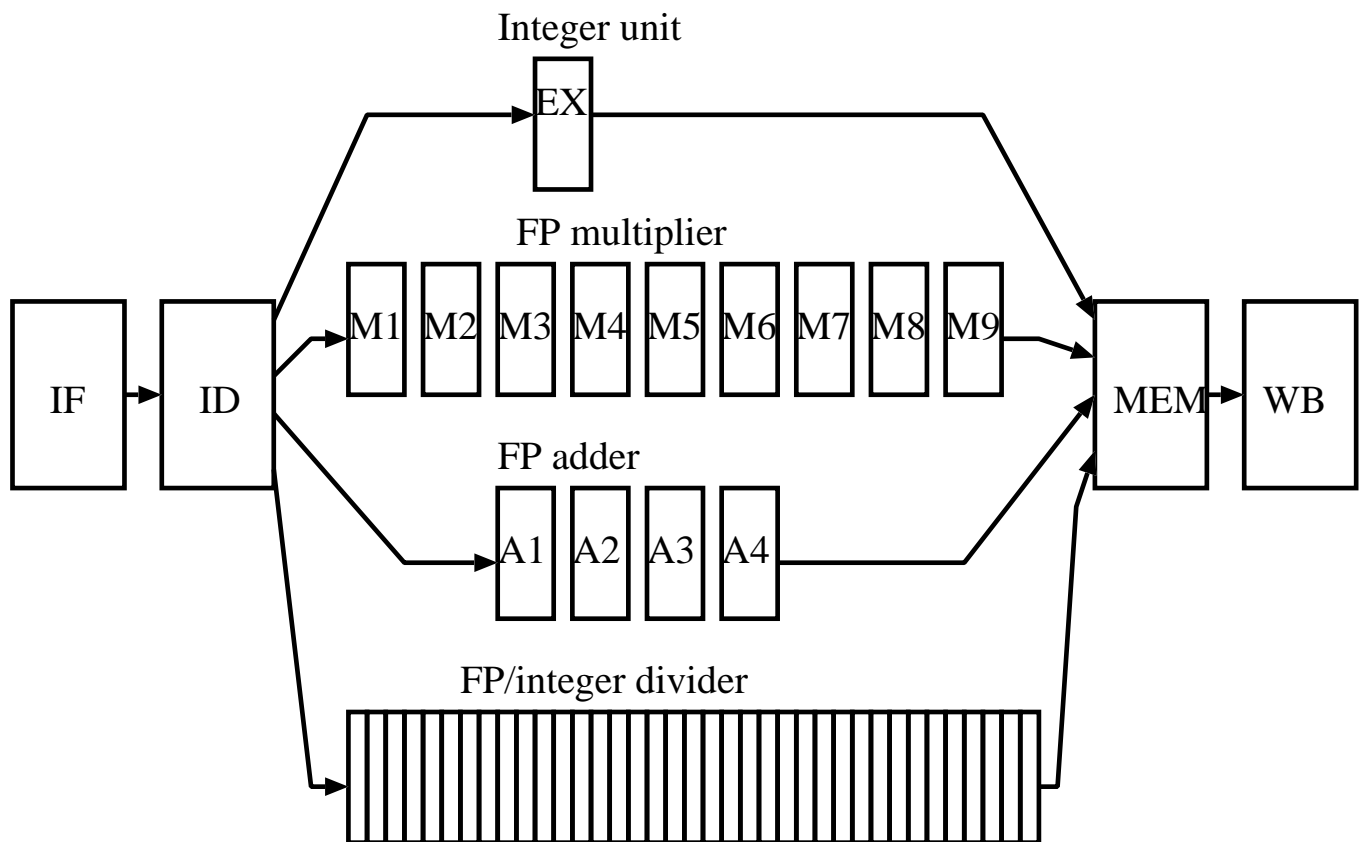 Integer unit
EX
FP multiplier
M1 M2 M3 M4 M5 M6 M7 M8 M9
IF ID MEM WB
FP adder
A1 A2 A3 A4
FP/integer divider